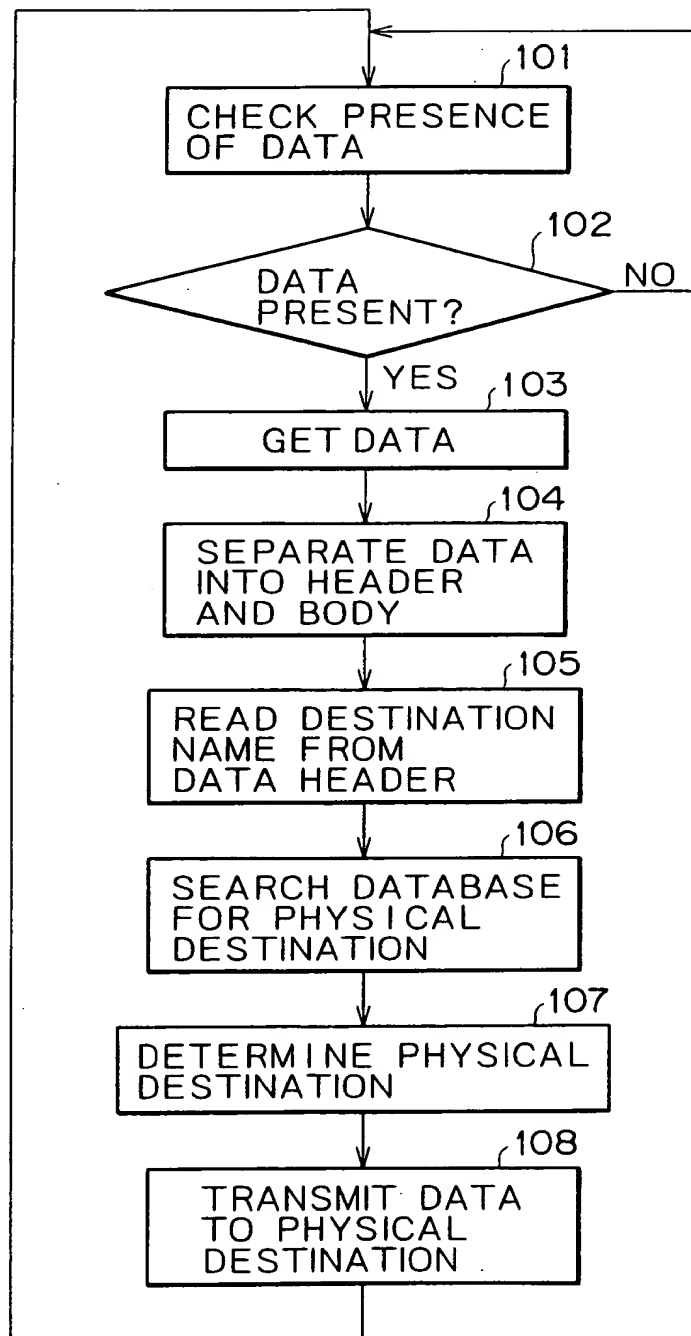 101
CHECK PRESENCE
OF DATA
102
DATA
PRESENT?
NO
YES
103
GET DATA
104
SEPARATE DATA
INTO HEADER
AND BODY
105
READ DESTINATION
NAME FROM
DATA HEADER
106
SEARCH DATABASE
FOR PHYSICAL
DESTINATION
107
DETERMINE PHYSICAL
DESTINATION
108
TRANSMIT DATA
TO PHYSICAL
DESTINATION